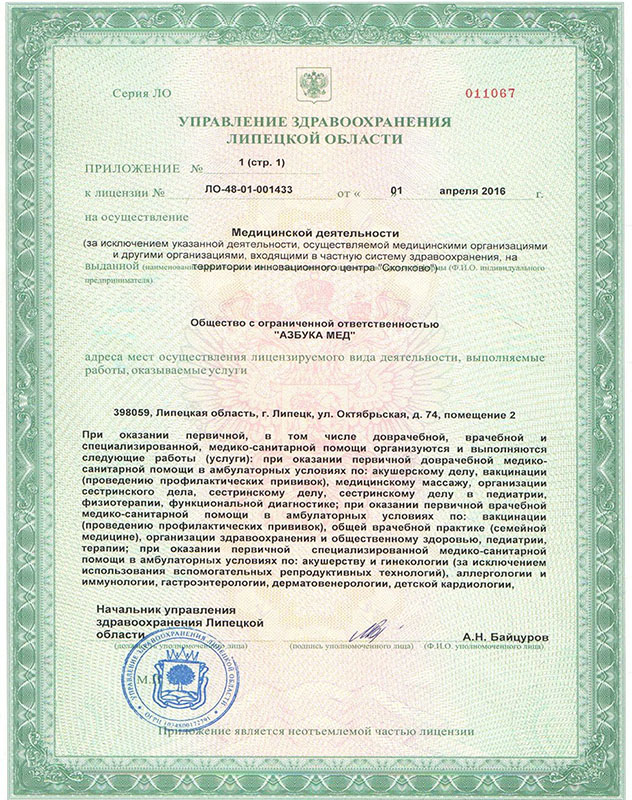 Серия ЛО
011067
УПРАВЛЕНИЕ ЗДРАВООХРАНЕНИЯ
ЛИПЕЦКОЙ ОБЛАСТИ
ПРИЛОЖЕНИЕ № 1 (стр. 1)
к лицензии № ЛО-48-01-001433 от « 01 апреля 2016 г.
на осуществление
Медицинской деятельности
(за исключением указанной деятельности, осуществляемой медицинскими организациями
и другими организациями, входящими в частную систему здравоохранения, на
территории инновационного центра "Сколково")
выданной (наименование (Ф.И.О. индивидуального
предпринимателя)
Общество с ограниченной ответственностью
"АЗБУКА МЕД"
адреса мест осуществления лицензируемого вида деятельности, выполняемые
работы, оказываемые услуги
398059, Липецкая область, г. Липецк, ул. Октябрьская, д. 74, помещение 2
При оказании первичной, в том числе доврачебной, врачебной и
специализированной, медико-санитарной помощи организуются и выполняются
следующие работы (услуги): при оказании первичной доврачебной медико-
санитарной помощи в амбулаторных условиях по: акушерскому делу, вакцинации
(проведению профилактических прививок), медицинскому массажу, организации
сестринского дела, сестринскому делу, сестринскому делу в педиатрии,
физиотерапии, функциональной диагностике; при оказании первичной врачебной
медико-санитарной помощи в амбулаторных условиях по: вакцинации
(проведению профилактических прививок), общей врачебной практике (семейной
медицине), организации здравоохранения и общественному здоровью, педиатрии,
терапии; при оказании первичной специализированной медико-санитарной
помощи в амбулаторных условиях по: акушерству и гинекологии (за исключением
использования вспомогательных репродуктивных технологий), аллергологии и
иммунологии, гастроэнтерологии, дерматовенерологии, детской кардиологии,
Начальник управления
здравоохранения Липецкой
области
А.Н. Байцуров
(должность уполномоченного лица)
(подпись уполномоченного лица)
(Ф.И.О. уполномоченного лица)
М.П.
УПРАВЛЕНИЕ ЗДРАВООХРАНЕНИЯ ЛИПЕЦКОЙ ОБЛАСТИ
Приложение является неотъемлемой частью лицензии